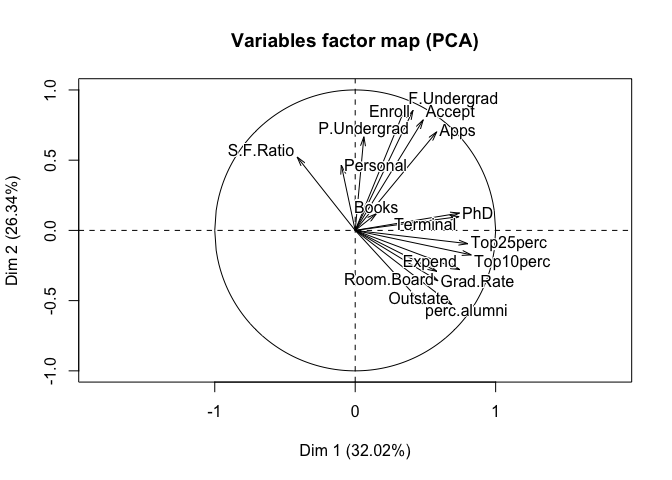 Variables factor map (PCA)
F.Undergrad
Enroll
Accept
P.Undergrad
Apps
S.F.Ratio
Personal
Books
PhD
Terminal
Top25perc
Expend
Top10perc
Room.Board
Grad.Rate
Outstate
perc.alumni
1.0
0.5
0.0
-0.5
-1.0
Dim 2 (26.34%)
-1
0
1
Dim 1 (32.02%)